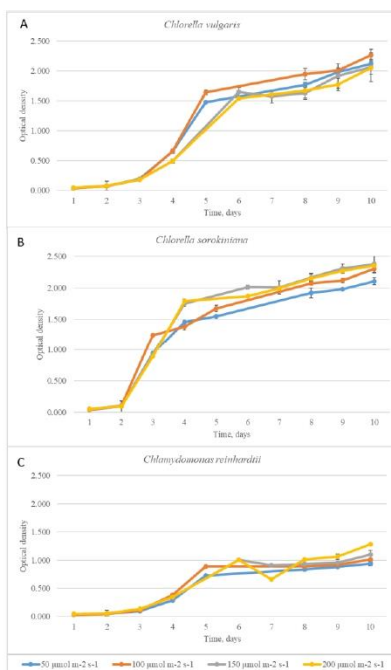 A
Chlorella vulgaris
2.500
2.000
1.500
1.000
0.500
0.000
Optical density
1 2 3 4 5 6 7 8 9 10
Time, days
B
Chlorella sorokiniana
2.500
2.000
1.500
1.000
0.500
0.000
Optical density
1 2 3 4 5 6 7 8 9 10
Time, days
C
Chlamydomonas reinhardtii
2.500
2.000
1.500
1.000
0.500
0.000
Optical density
1 2 3 4 5 6 7 8 9 10
Time, days
50 µmol m-2 s-1 100 µmol m-2 s-1 150 µmol m-2 s-1 200 µmol m-2 s-1